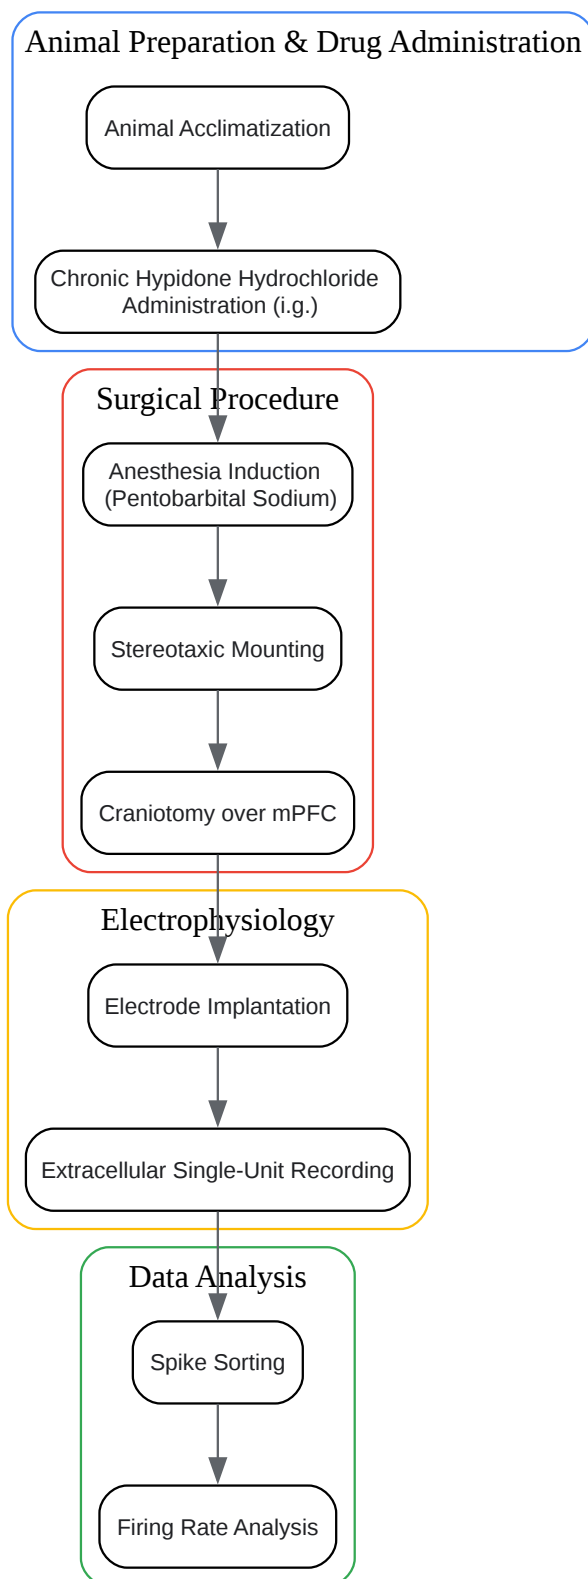 Animal Preparation & Drug Administration
Animal Acclimatization
Chronic Hypidone Hydrochloride
Administration (i.g.)
Surgical Procedure
Anesthesia Induction
(Pentobarbital Sodium)
Stereotaxic Mounting
Craniotomy over mPFC
Electrophysiology
Electrode Implantation
Extracellular Single-Unit Recording
Data Analysis
Spike Sorting
Firing Rate Analysis